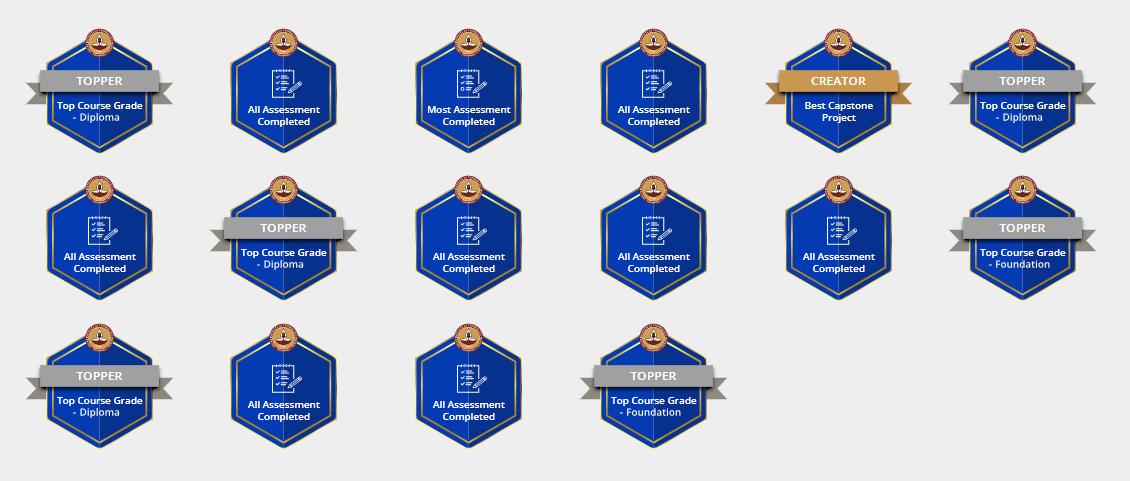 TOPPER
Top Course Grade
- Diploma
All Assessment
Completed
Most Assessment
Completed
All Assessment
Completed
CREATOR
Best Capstone
Project
TOPPER
Top Course Grade
- Diploma
All Assessment
Completed
TOPPER
Top Course Grade
- Diploma
All Assessment
Completed
All Assessment
Completed
All Assessment
Completed
TOPPER
Top Course Grade
- Foundation
TOPPER
Top Course Grade
- Diploma
All Assessment
Completed
All Assessment
Completed
TOPPER
Top Course Grade
- Foundation